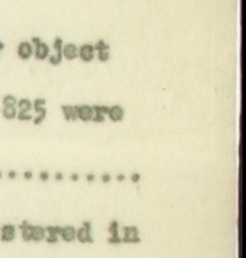 object
825 were
............
stered in